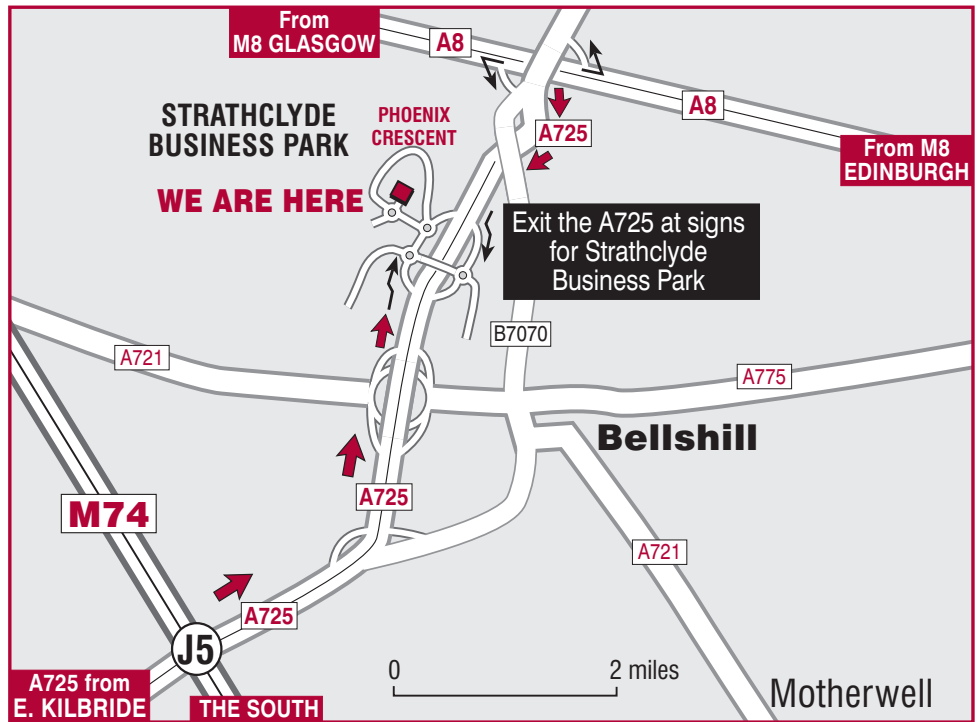 From
M8 GLASGOW
A8
A8
STRATHCLYDE
BUSINESS PARK
PHOENIX
CRESCENT
A725
From M8
EDINBURGH
WE ARE HERE
Exit the A725 at signs
for Strathclyde
Business Park
B7070
A721
A775
Bellshill
A725
M74
A721
A725
J5
0
2 miles
A725 from
E. KILBRIDE
THE SOUTH
Motherwell